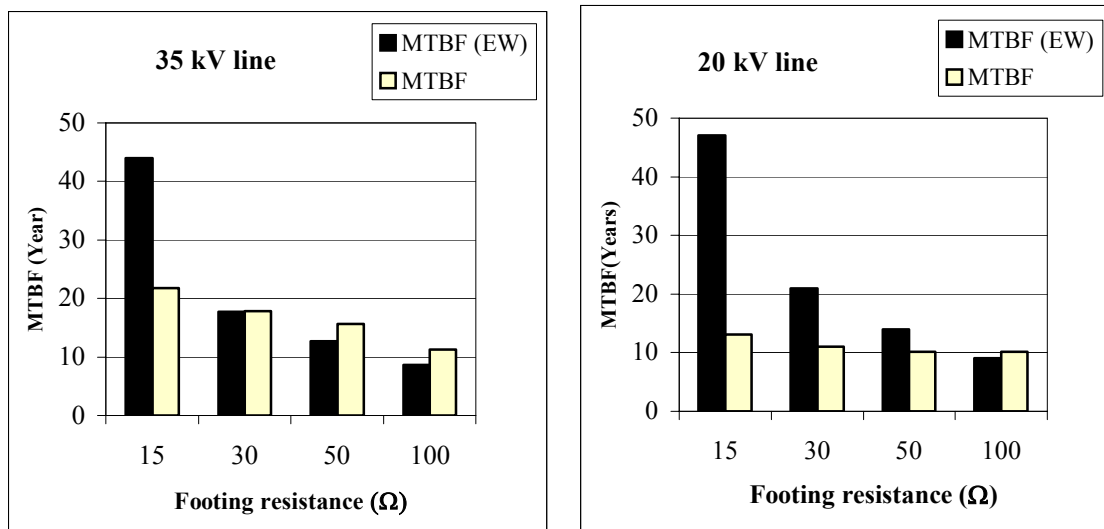 35 kV line
MTBF (EW)
MTBF
MTBF (Year)
50
40
30
20
10
0
15 30 50 100
Footing resistance (Ω)
20 kV line
MTBF (EW)
MTBF
MTBF(Years)
50
40
30
20
10
0
15 30 50 100
Footing resistance (Ω)